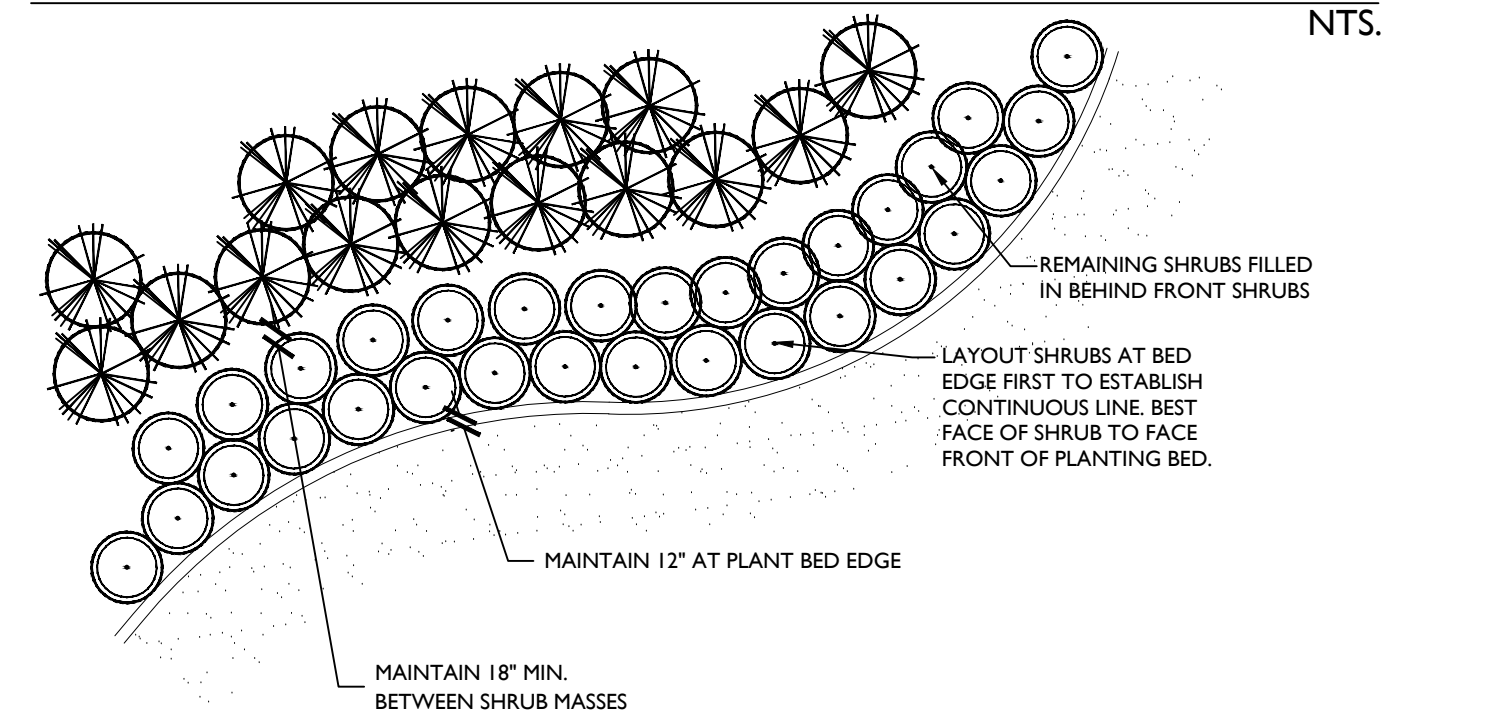 NTS.
REMAINING SHRUBS FILLED
IN BEHIND FRONT SHRUBS
LAYOUT SHRUBS AT BED
EDGE FIRST TO ESTABLISH
CONTINUOUS LINE. BEST
FACE OF SHRUB TO FACE
FRONT OF PLANTING BED.
MAINTAIN 12" AT PLANT BED EDGE
MAINTAIN 18" MIN.
BETWEEN SHRUB MASSES